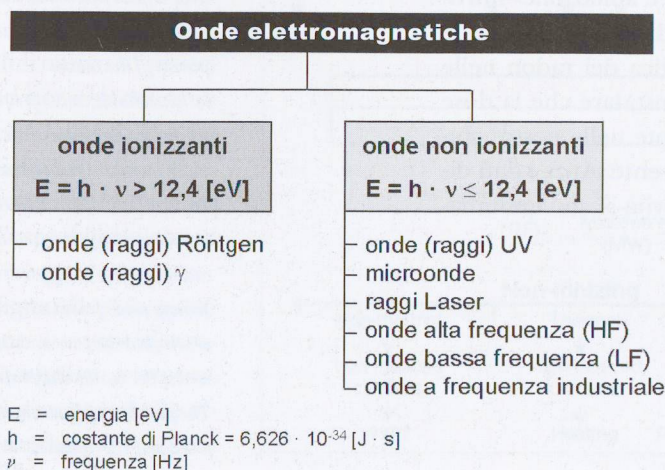 Onde elettromagnetiche
onde ionizzanti
E = h · ν > 12,4 [eV]
onde (raggi) Röntgen
onde (raggi) γ
onde non ionizzanti
E = h · ν ≤ 12,4 [eV]
onde (raggi) UV
microonde
raggi Laser
onde alta frequenza (HF)
onde bassa frequenza (LF)
onde a frequenza industriale
E = energia [eV]
h = costante di Planck = 6,626 · 10⁻³⁴ [J · s]
ν = frequenza [Hz]